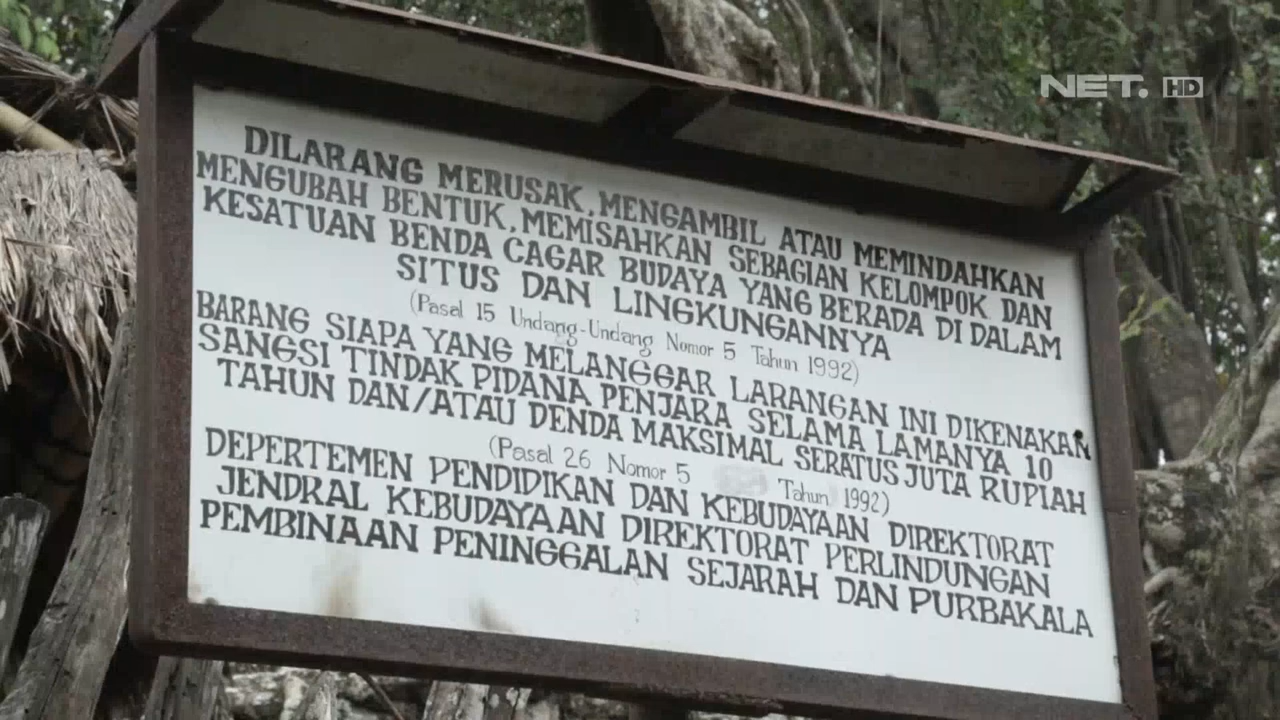 NET. HD
DILARANG MERUSAK, MENGAMBIL ATAU MEMINDAHKAN
MENGUBAH BENTUK, MEMISAHKAN SEBAGIAN KELOMPOK DAN
KESATUAN BENDA CAGAR BUDAYA YANG BERADA DI DALAM
SITUS DAN LINGKUNGANNYA
(Pasal 15 Undang-Undang Nomor 5 Tahun 1992)
BARANG SIAPA YANG MELANGGAR LARANGAN INI DIKENAKAN
SANGSI TINDAK PIDANA PENJARA SELAMA LAMANYA 10
TAHUN DAN/ATAU DENDA MAKSIMAL SERATUS JUTA RUPIAH
(Pasal 26 Nomor 5 Tahun 1992)
DEPERTEMEN PENDIDIKAN DAN KEBUDAYAAN DIREKTORAT
JENDRAL KEBUDAYAAN DIREKTORAT PERLINDUNGAN
PEMBINAAN PENINGGALAN SEJARAH DAN PURBAKALA